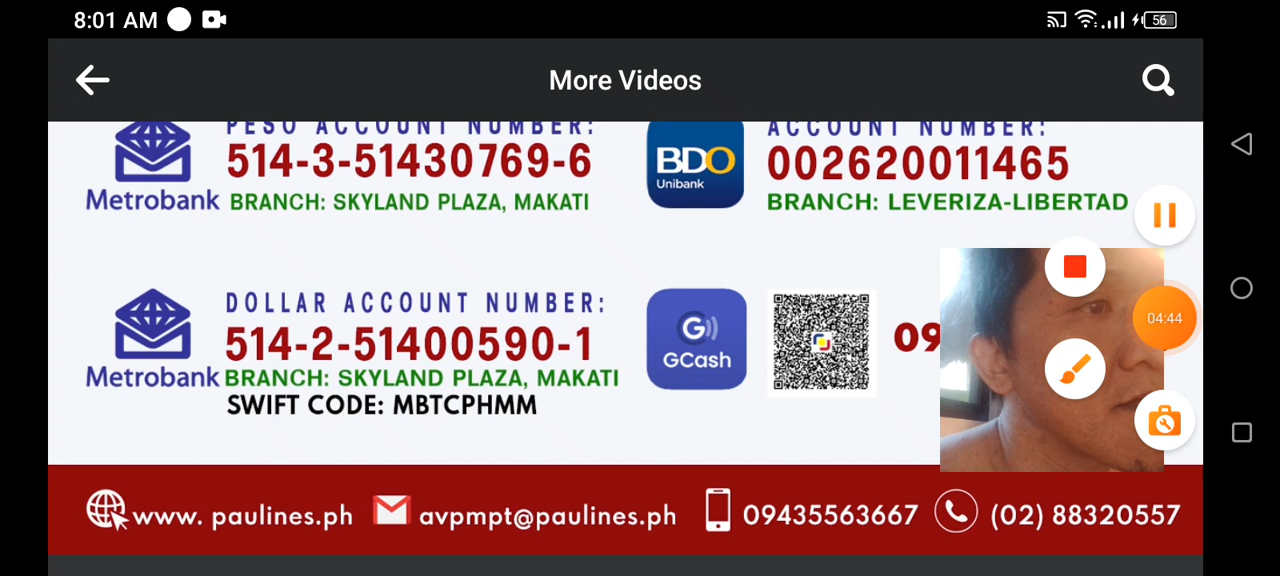 8:01 AM
56
More Videos
PESO ACCOUNT NUMBER:
514-3-51430769-6
Metrobank
BRANCH: SKYLAND PLAZA, MAKATI
BDO
Unibank
ACCOUNT NUMBER:
002620011465
BRANCH: LEVERIZA-LIBERTAD
DOLLAR ACCOUNT NUMBER:
514-2-51400590-1
Metrobank
BRANCH: SKYLAND PLAZA, MAKATI
SWIFT CODE: MBTCPHMM
G
GCash
09
04:44
www. paulines.ph
avpmpt@paulines.ph
09435563667
(02) 88320557